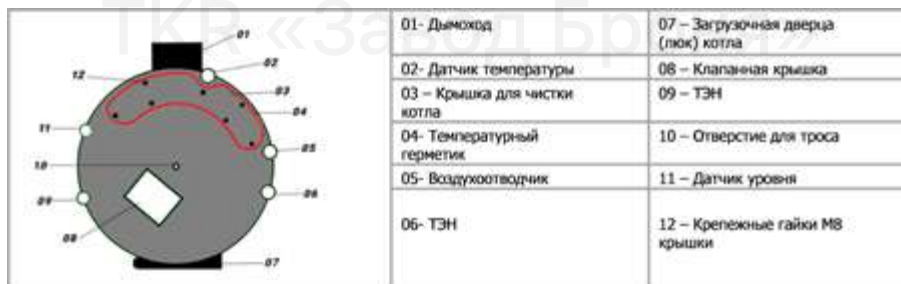 TKR «Завод Бр
01
02
03
04
05
06
07
08
09
10
11
12
01- Дымоход
07 – Загрузочная дверца
(люк) котла
02- Датчик температуры
08 – Клапанная крышка
03 – Крышка для чистки
котла
09 – ТЭН
04- Температурный
герметик
10 – Отверстие для троса
05- Воздухоотводчик
11 – Датчик уровня
06- ТЭН
12 – Крепежные гайки М8
крышки